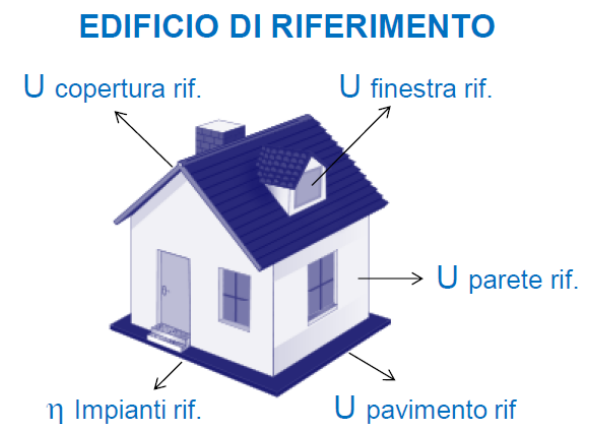 EDIFICIO DI RIFERIMENTO
U copertura rif.
U finestra rif.
U parete rif.
η Impianti rif.
U pavimento rif